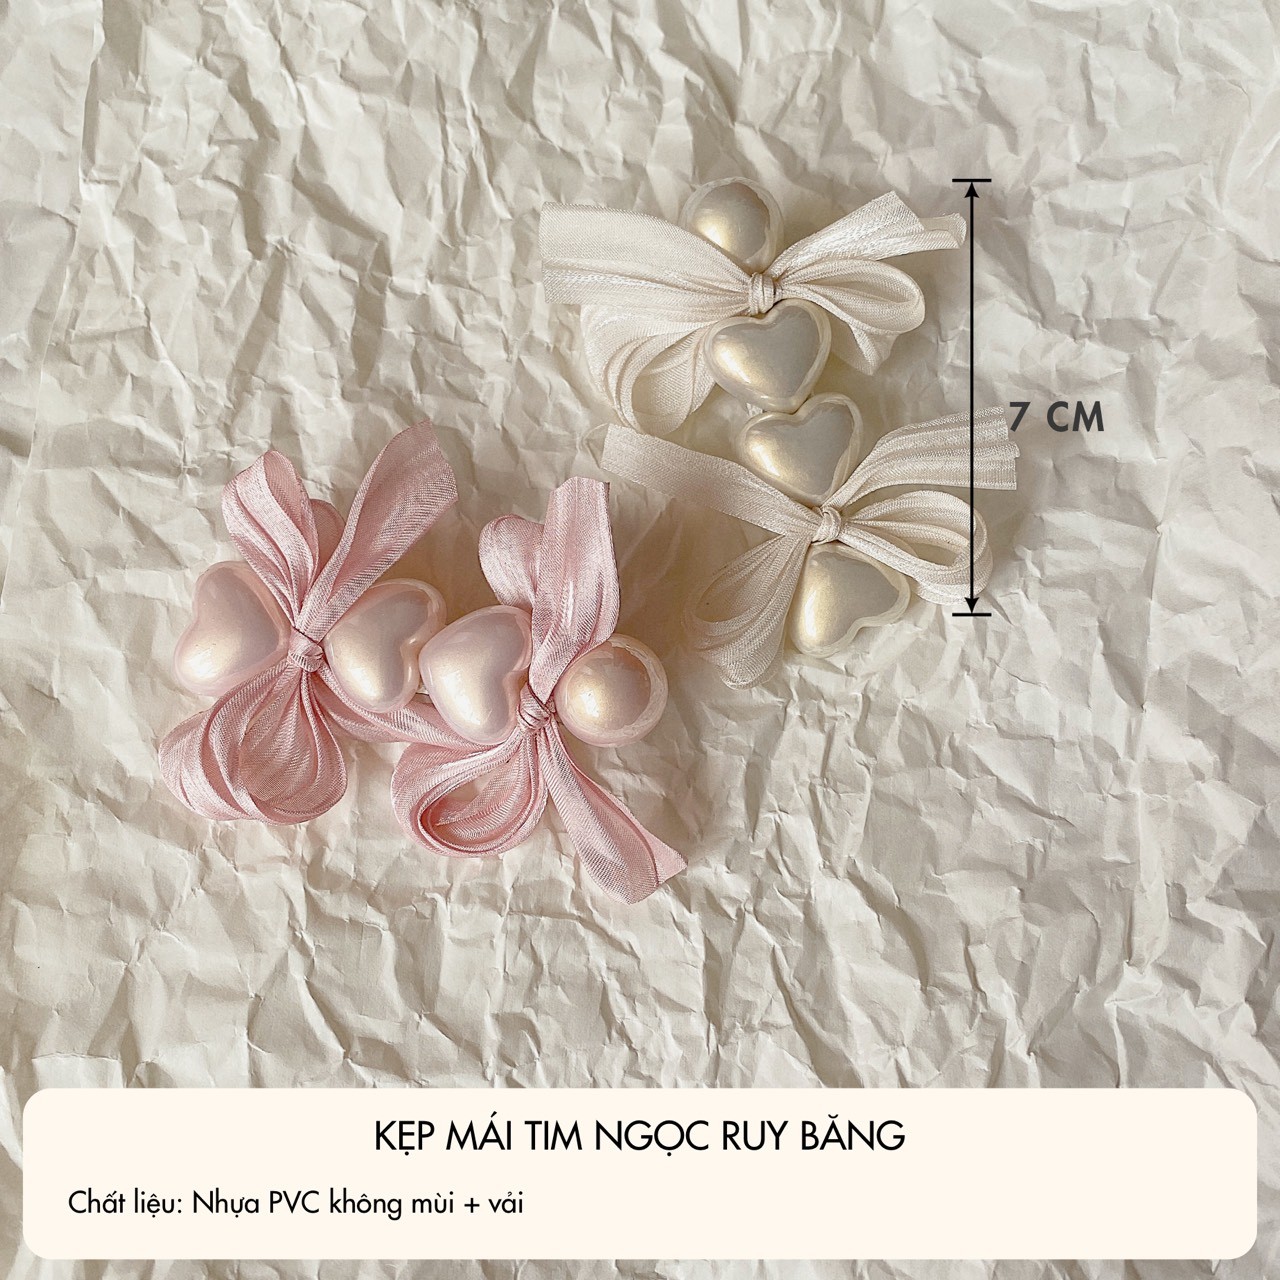 7 CM
KẸP MÁI TIM NGỌC RUY BĂNG
Chất liệu: Nhựa PVC không mùi + vải